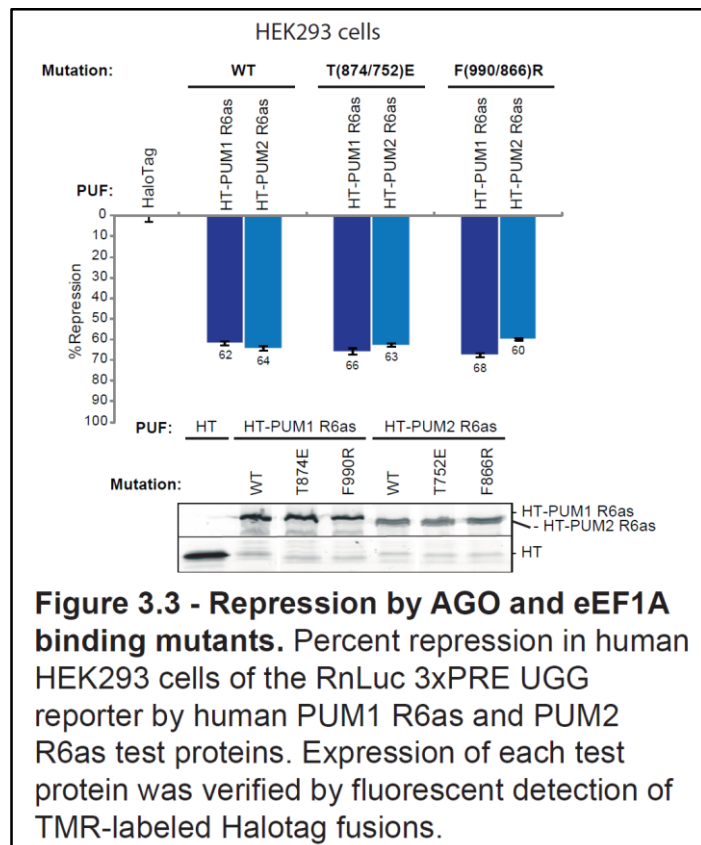 HEK293 cells
Mutation: WT T(874/752)E F(990/866)R
PUF: HaloTag HT-PUM1 R6as HT-PUM2 R6as HT-PUM1 R6as HT-PUM2 R6as HT-PUM1 R6as HT-PUM2 R6as
%Repression
0
10
20
30
40
50
60
70
80
90
100
62 64 66 63 68 60
PUF: HT HT-PUM1 R6as HT-PUM2 R6as
Mutation: WT T874E F990R WT T752E F866R
HT-PUM1 R6as
HT-PUM2 R6as
HT
Figure 3.3 - Repression by AGO and eEF1A
binding mutants. Percent repression in human
HEK293 cells of the RnLuc 3xPRE UGG
reporter by human PUM1 R6as and PUM2
R6as test proteins. Expression of each test
protein was verified by fluorescent detection of
TMR-labeled Halotag fusions.